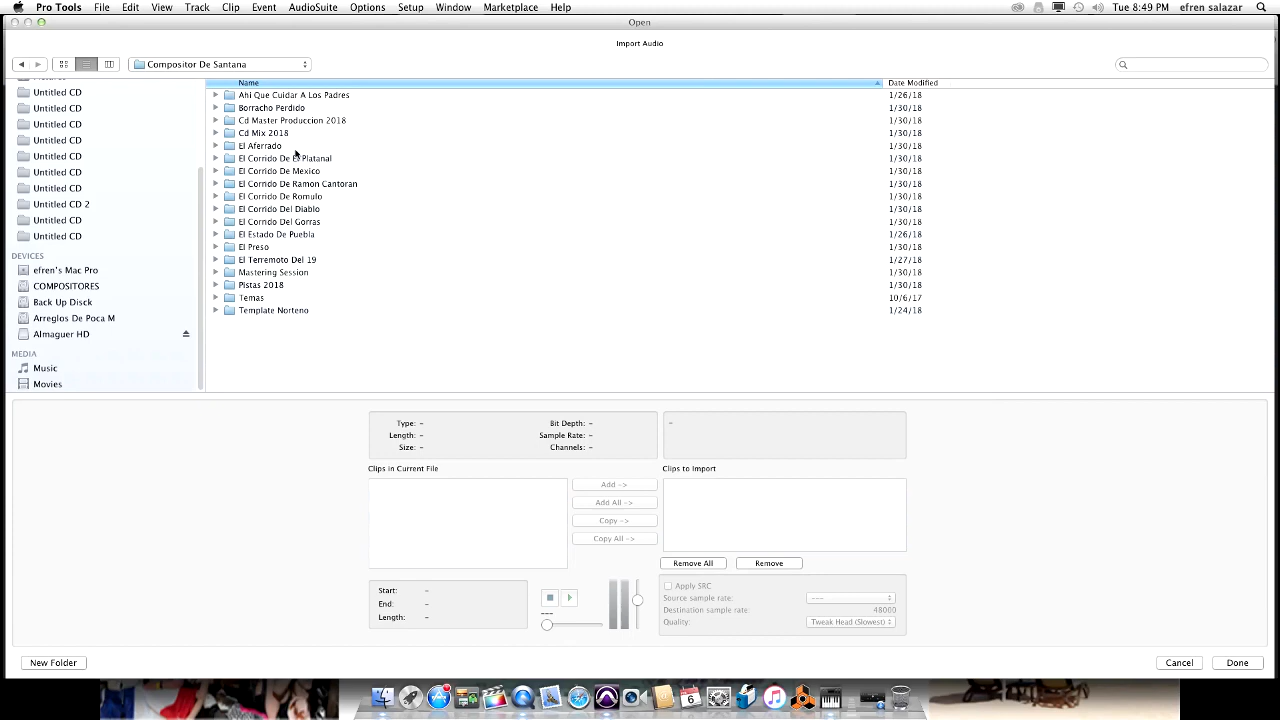 Pro Tools File Edit View Track Clip Event AudioSuite Options Setup Window Marketplace Help Tue 8:49 PM efren salazar
Open
Import Audio
Compositor De Santana
Name Date Modified
Untitled CD
Untitled CD
Untitled CD
Untitled CD
Untitled CD
Untitled CD
Untitled CD
Untitled CD 2
Untitled CD
Untitled CD
DEVICES
efren's Mac Pro
COMPOSITORES
Back Up Disck
Arreglos De Poca M
Almaguer HD
MEDIA
Music
Movies
Ahi Que Cuidar A Los Padres 1/26/18
Borracho Perdido 1/30/18
Cd Master Produccion 2018 1/30/18
Cd Mix 2018 1/30/18
El Aferrado 1/30/18
El Corrido De El Platanal 1/30/18
El Corrido De Mexico 1/30/18
El Corrido De Ramon Cantoran 1/30/18
El Corrido De Romulo 1/30/18
El Corrido Del Diablo 1/30/18
El Corrido Del Gorras 1/30/18
El Estado De Puebla 1/26/18
El Preso 1/30/18
El Terremoto Del 19 1/27/18
Mastering Session 1/30/18
Pistas 2018 1/30/18
Temas 10/6/17
Template Norteno 1/24/18
Type: - Bit Depth: - -
Length: - Sample Rate: -
Size: - Channels: -
Clips in Current File Clips to Import
Add ->
Add All ->
Copy ->
Copy All ->
Remove All Remove
Start: -
End: -
Length: -
---
Apply SRC
Source sample rate: ---
Destination sample rate: 48000
Quality: Tweak Head (Slowest)
New Folder Cancel Done
6